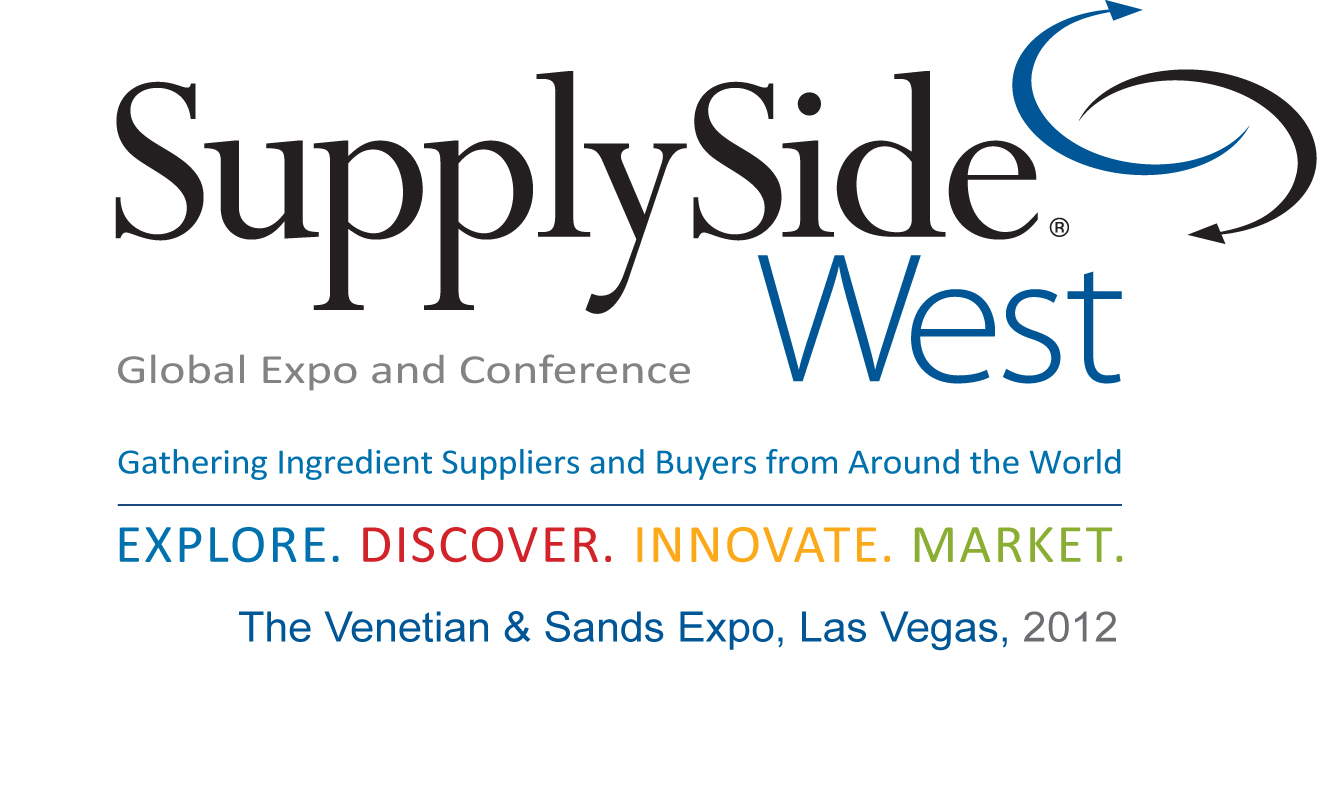 SupplySide®
West
Global Expo and Conference
Gathering Ingredient Suppliers and Buyers from Around the World
EXPLORE. DISCOVER. INNOVATE. MARKET.
The Venetian & Sands Expo, Las Vegas, 2012